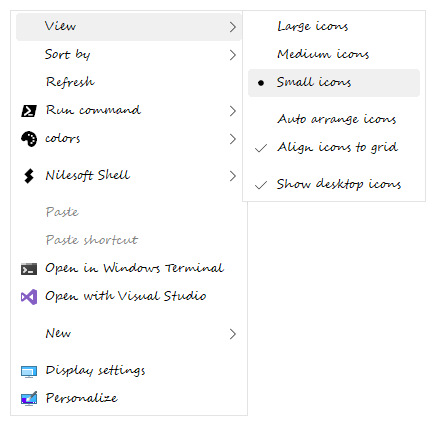 View
Sort by
Refresh
Run command
colors
Nilesoft Shell
Paste
Paste shortcut
Open in Windows Terminal
Open with Visual Studio
New
Display settings
Personalize
Large icons
Medium icons
Small icons
Auto arrange icons
Align icons to grid
Show desktop icons